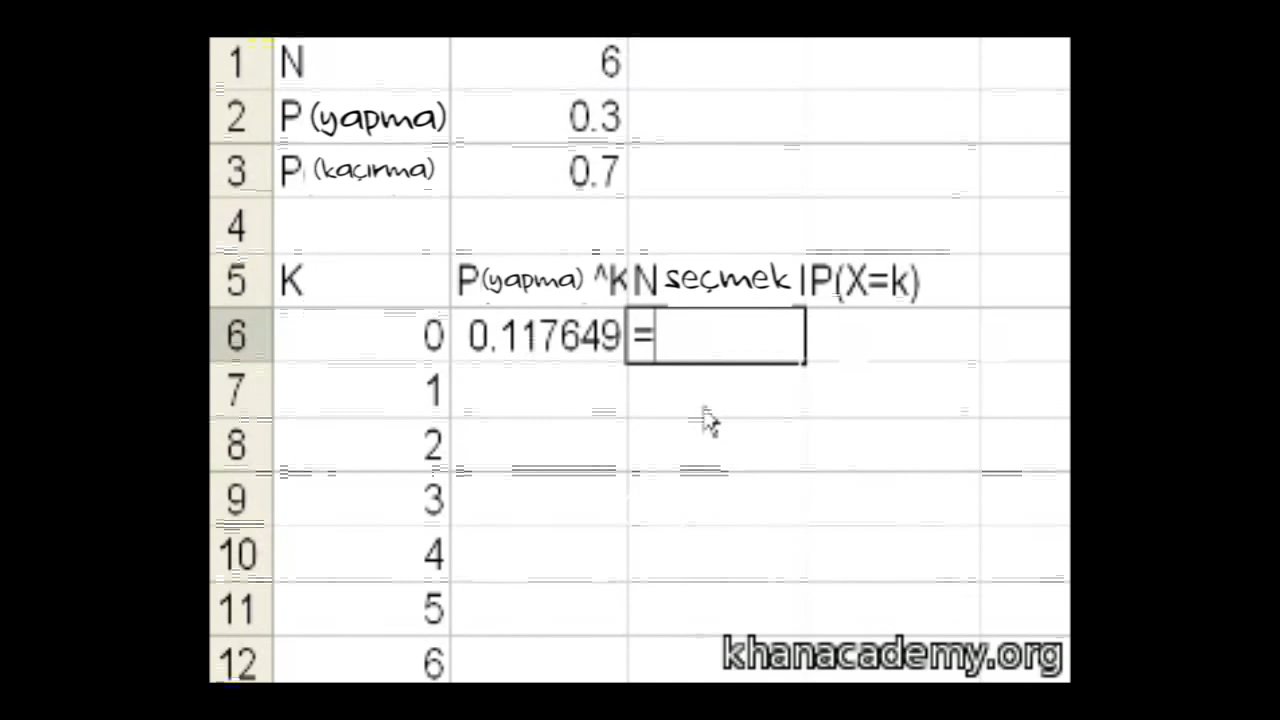 1 N 6
2 P (yapma) 0.3
3 P (kaçırma) 0.7
4
5 K P(yapma) ^K N seçmek P(X=k)
6 0 0.117649 =
7 1
8 2
9 3
10 4
11 5
12 6
khanacademy.org